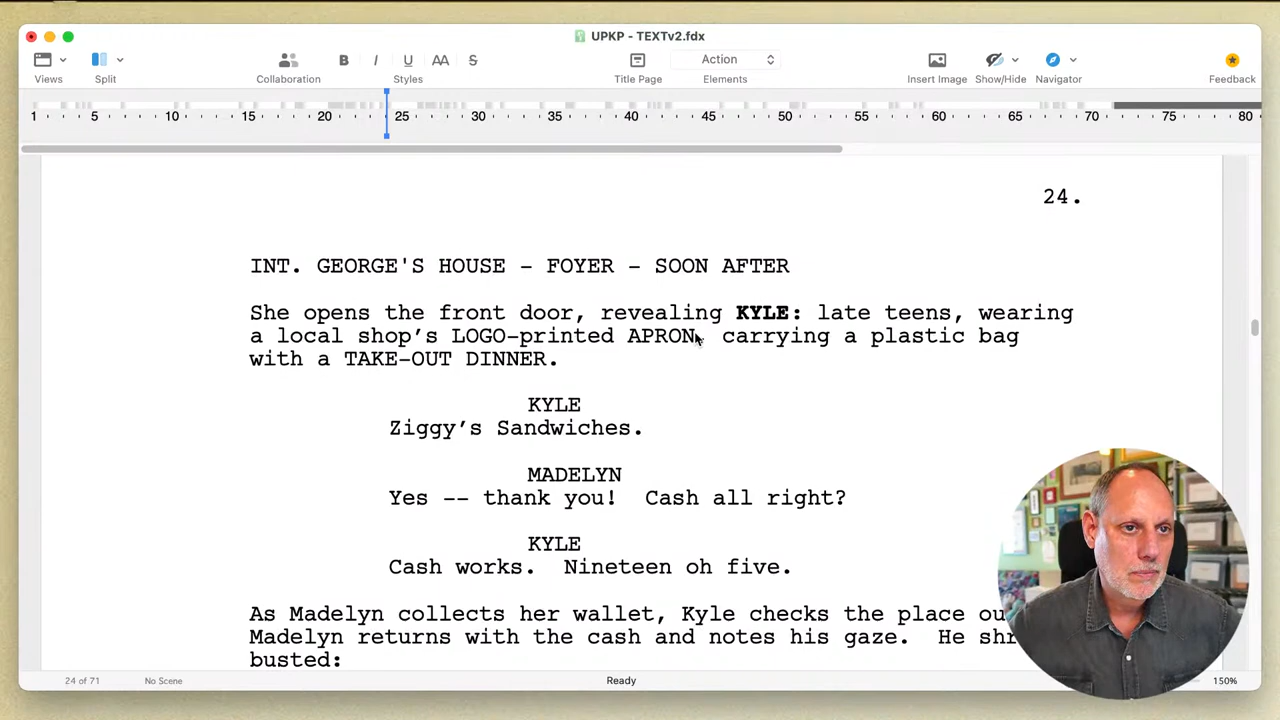 UPKP - TEXTv2.fdx
Views Split Collaboration B I U AA S Styles Title Page Action Elements Insert Image Show/Hide Navigator Feedback
1 5 10 15 20 25 30 35 40 45 50 55 60 65 70 75 80
24.
INT. GEORGE'S HOUSE - FOYER - SOON AFTER
She opens the front door, revealing KYLE: late teens, wearing
a local shop’s LOGO-printed APRON, carrying a plastic bag
with a TAKE-OUT DINNER.
KYLE
Ziggy’s Sandwiches.
MADELYN
Yes -- thank you!  Cash all right?
KYLE
Cash works.  Nineteen oh five.
As Madelyn collects her wallet, Kyle checks the place
Madelyn returns with the cash and notes his gaze.  He
busted:
24 of 71 No Scene Ready 150%